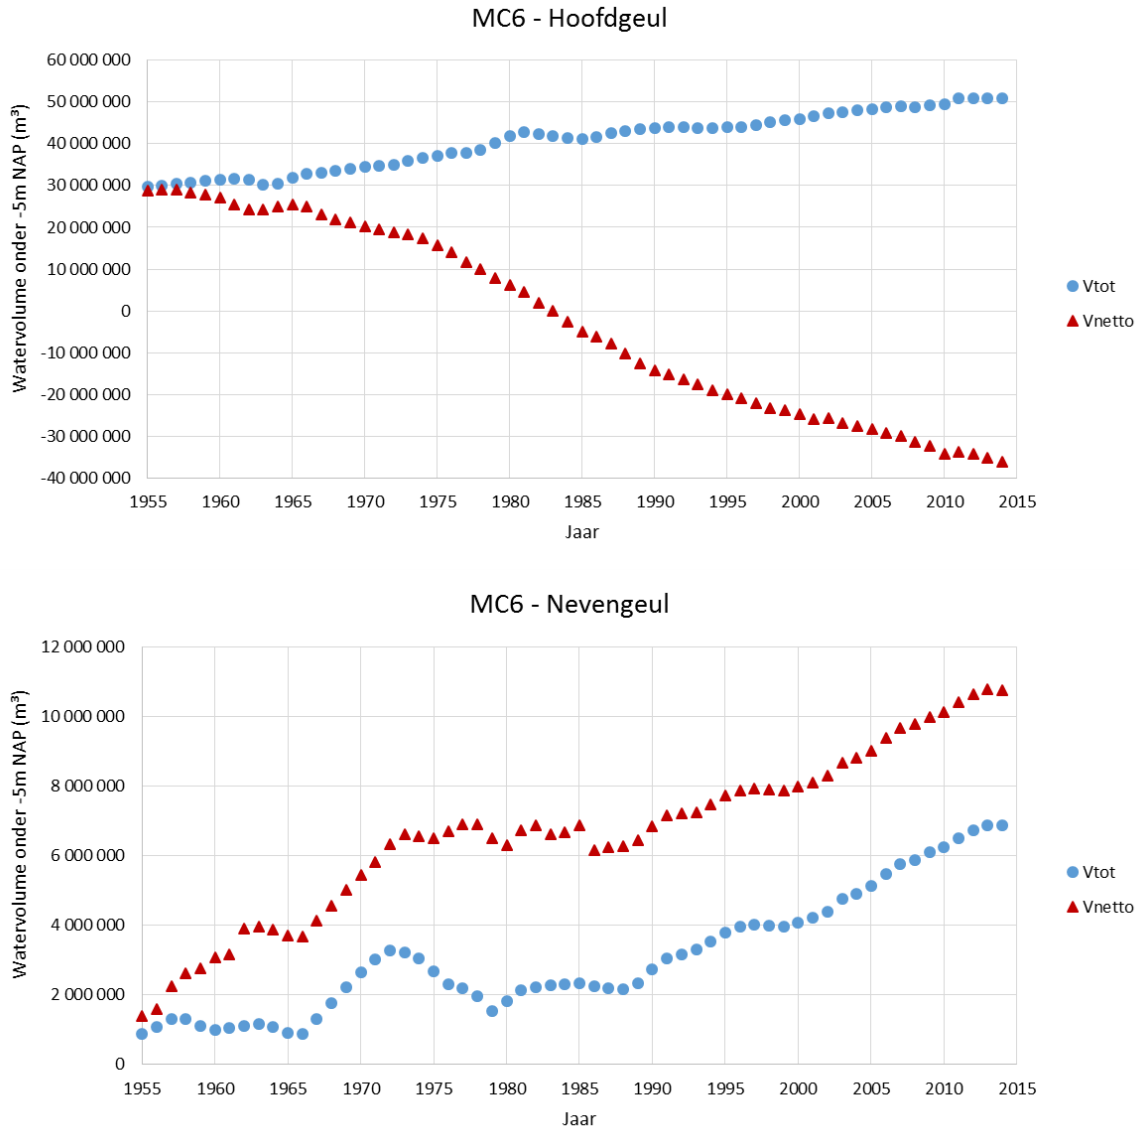 MC6 - Hoofdgeul
Watervolume onder -5m NAP (m³)
60 000 000
50 000 000
40 000 000
30 000 000
20 000 000
10 000 000
0
-10 000 000
-20 000 000
-30 000 000
-40 000 000
1955 1960 1965 1970 1975 1980 1985 1990 1995 2000 2005 2010 2015
Jaar
Vtot
Vnetto
MC6 - Nevengeul
Watervolume onder -5m NAP (m³)
12 000 000
10 000 000
8 000 000
6 000 000
4 000 000
2 000 000
0
1955 1960 1965 1970 1975 1980 1985 1990 1995 2000 2005 2010 2015
Jaar
Vtot
Vnetto